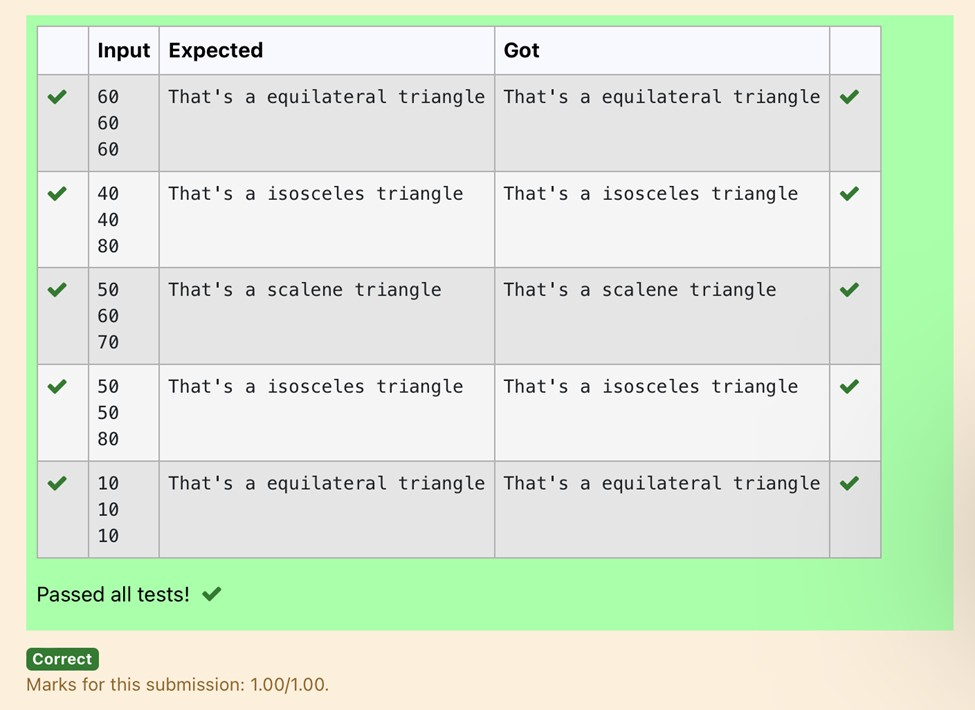 Input Expected Got
60 That's a equilateral triangle That's a equilateral triangle
60
60
40 That's a isosceles triangle That's a isosceles triangle
40
80
50 That's a scalene triangle That's a scalene triangle
60
70
50 That's a isosceles triangle That's a isosceles triangle
50
80
10 That's a equilateral triangle That's a equilateral triangle
10
10
Passed all tests!
Correct
Marks for this submission: 1.00/1.00.